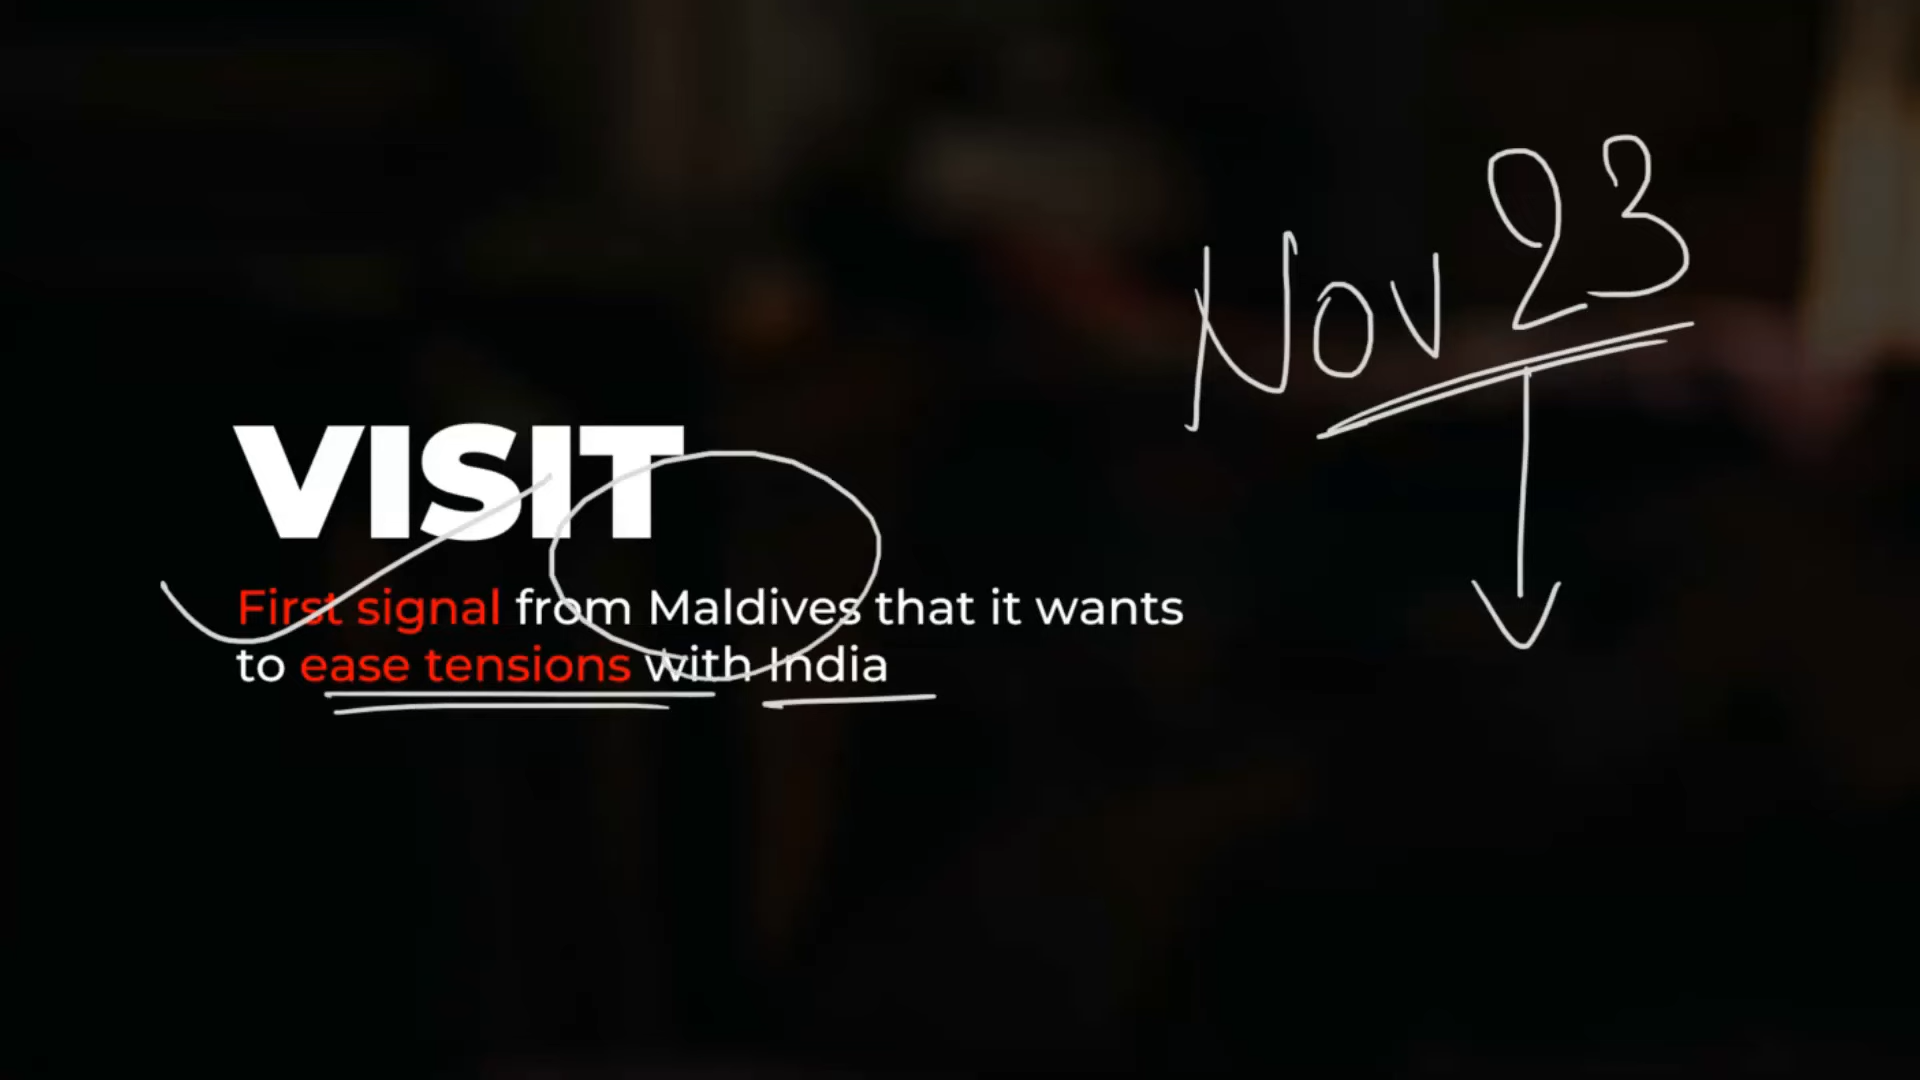 Nov 23
VISIT
First signal from Maldives that it wants
to ease tensions with India